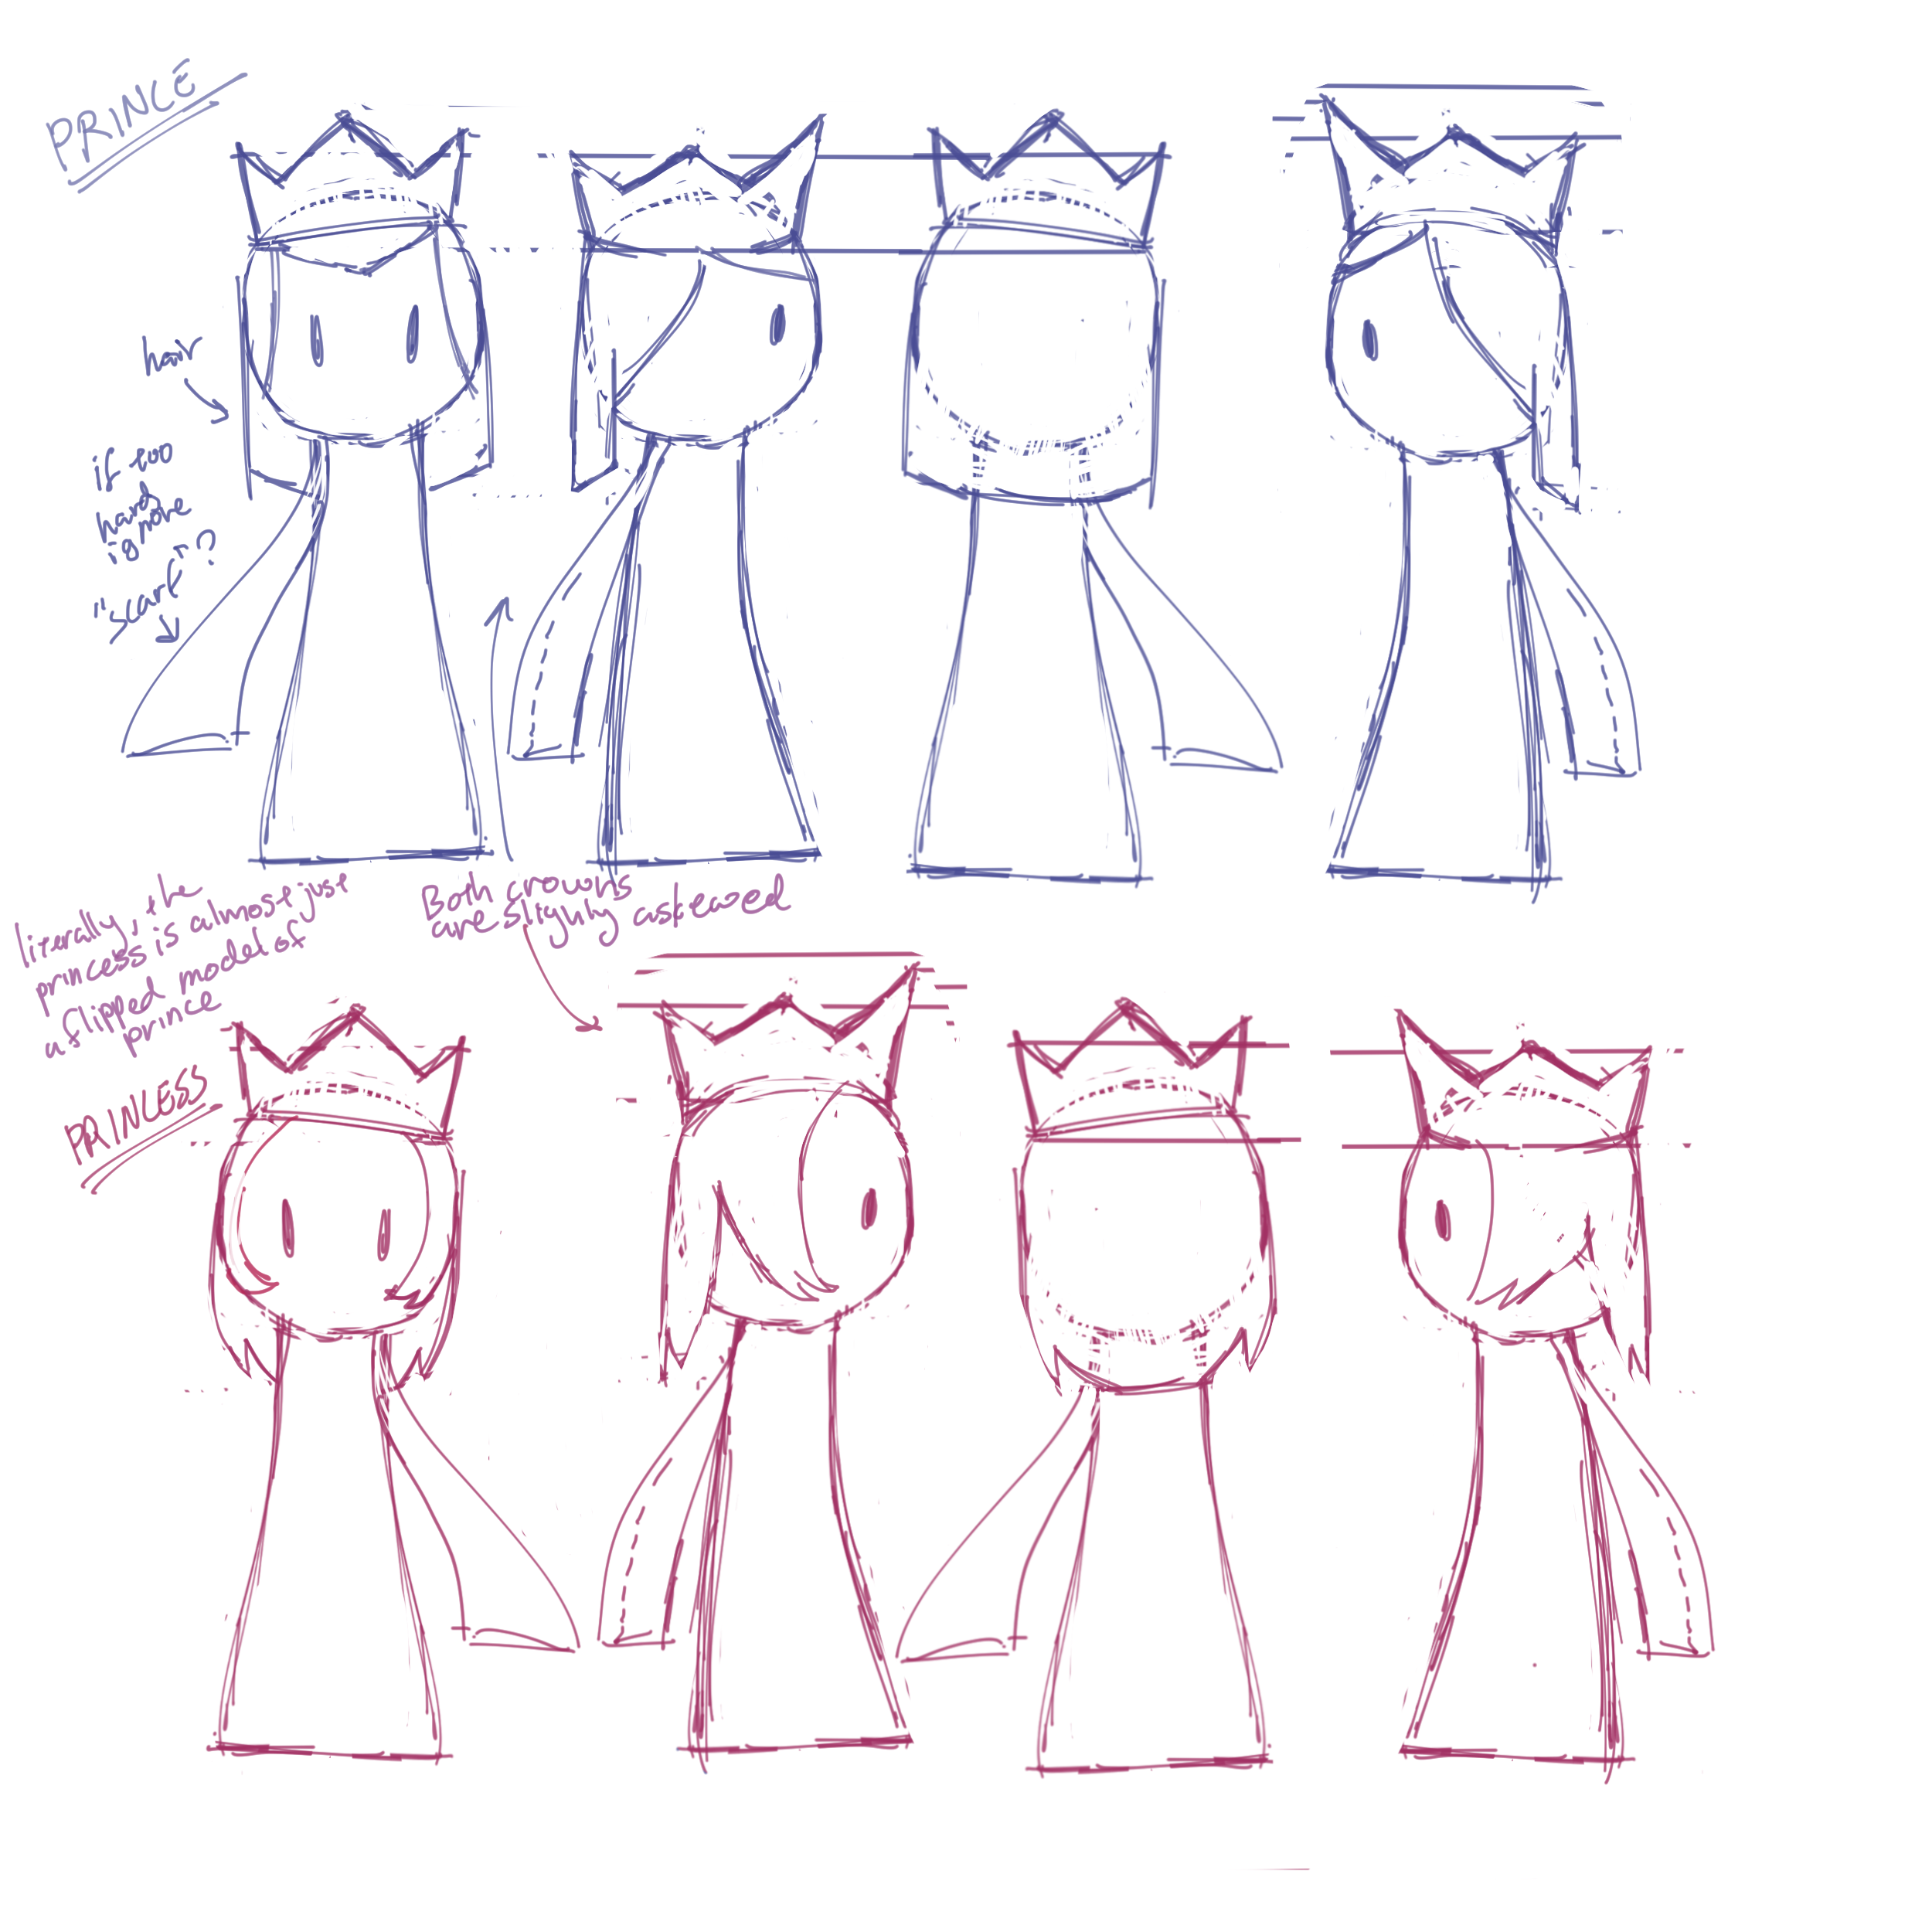 PRINCE
hair
if too
hard
ignore
"scarf"?
literally, the
princess is almost just
a flipped model of
prince
Both crowns
are slightly askewed
PRINCESS